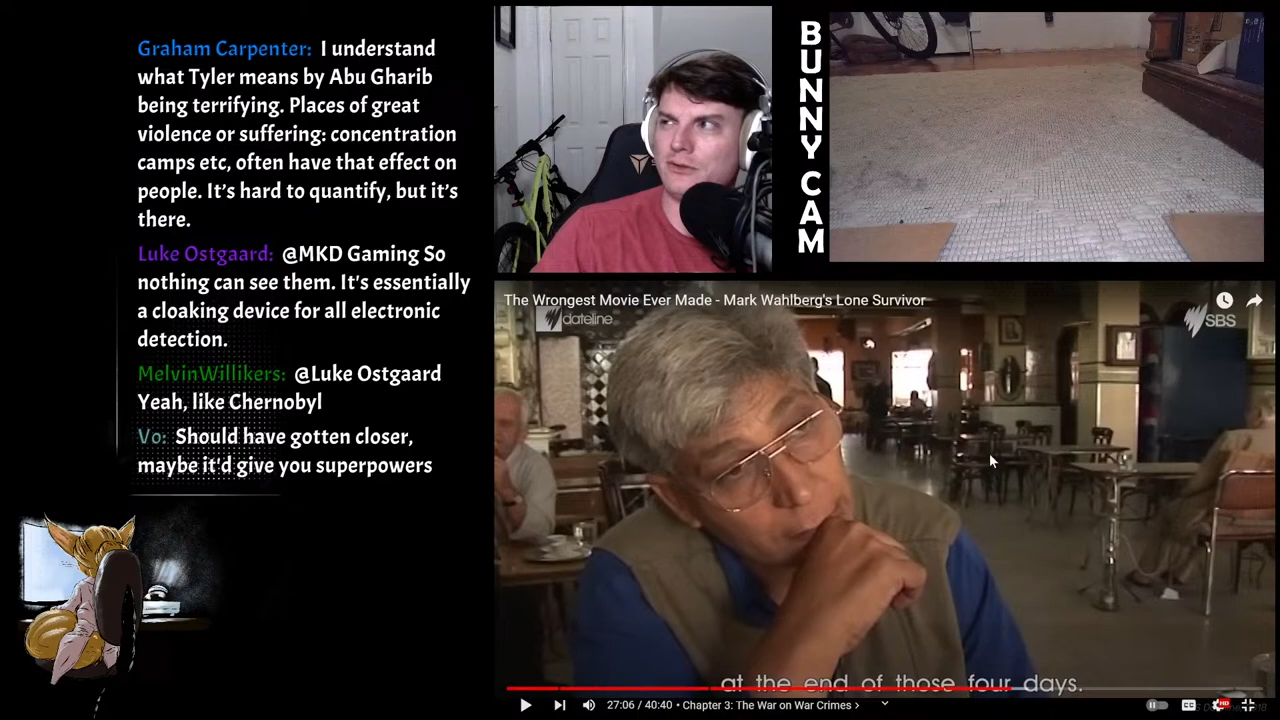 Graham Carpenter: I understand
what Tyler means by Abu Gharib
being terrifying. Places of great
violence or suffering: concentration
camps etc, often have that effect on
people. It’s hard to quantify, but it’s
there.
Luke Ostgaard: @MKD Gaming So
nothing can see them. It's essentially
a cloaking device for all electronic
detection.
MelvinWillikers: @Luke Ostgaard
Yeah, like Chernobyl
Vo: Should have gotten closer,
maybe it'd give you superpowers
BUNNY CAM
The Wrongest Movie Ever Made - Mark Wahlberg's Lone Survivor
dateline
SBS
at the end of those four days.
27:06 / 40:40 • Chapter 3: The War on War Crimes >
CC
HD